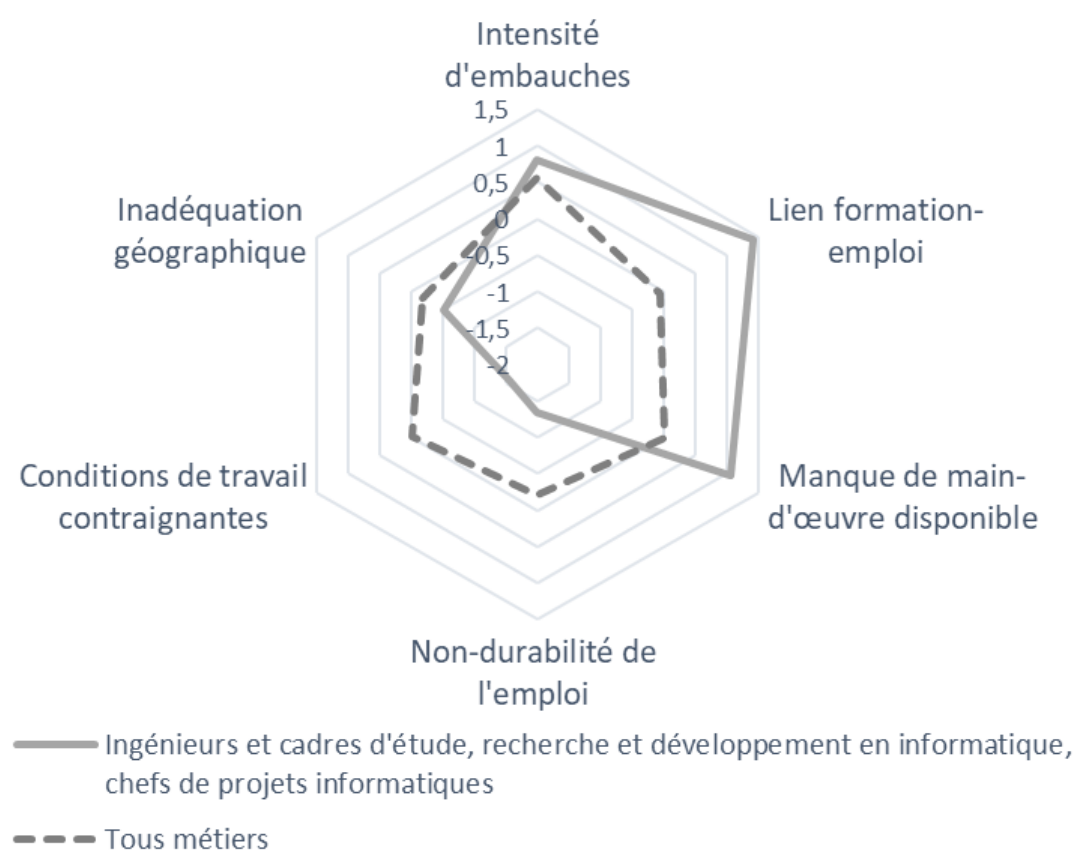 Intensité
d'embauches
1,5
1
0,5
0
-0,5
-1
-1,5
-2
Inadéquation
géographique
Lien formation-
emploi
Conditions de travail
contraignantes
Manque de main-
d'œuvre disponible
Non-durabilité de
l'emploi
Ingénieurs et cadres d'étude, recherche et développement en informatique,
chefs de projets informatiques
Tous métiers